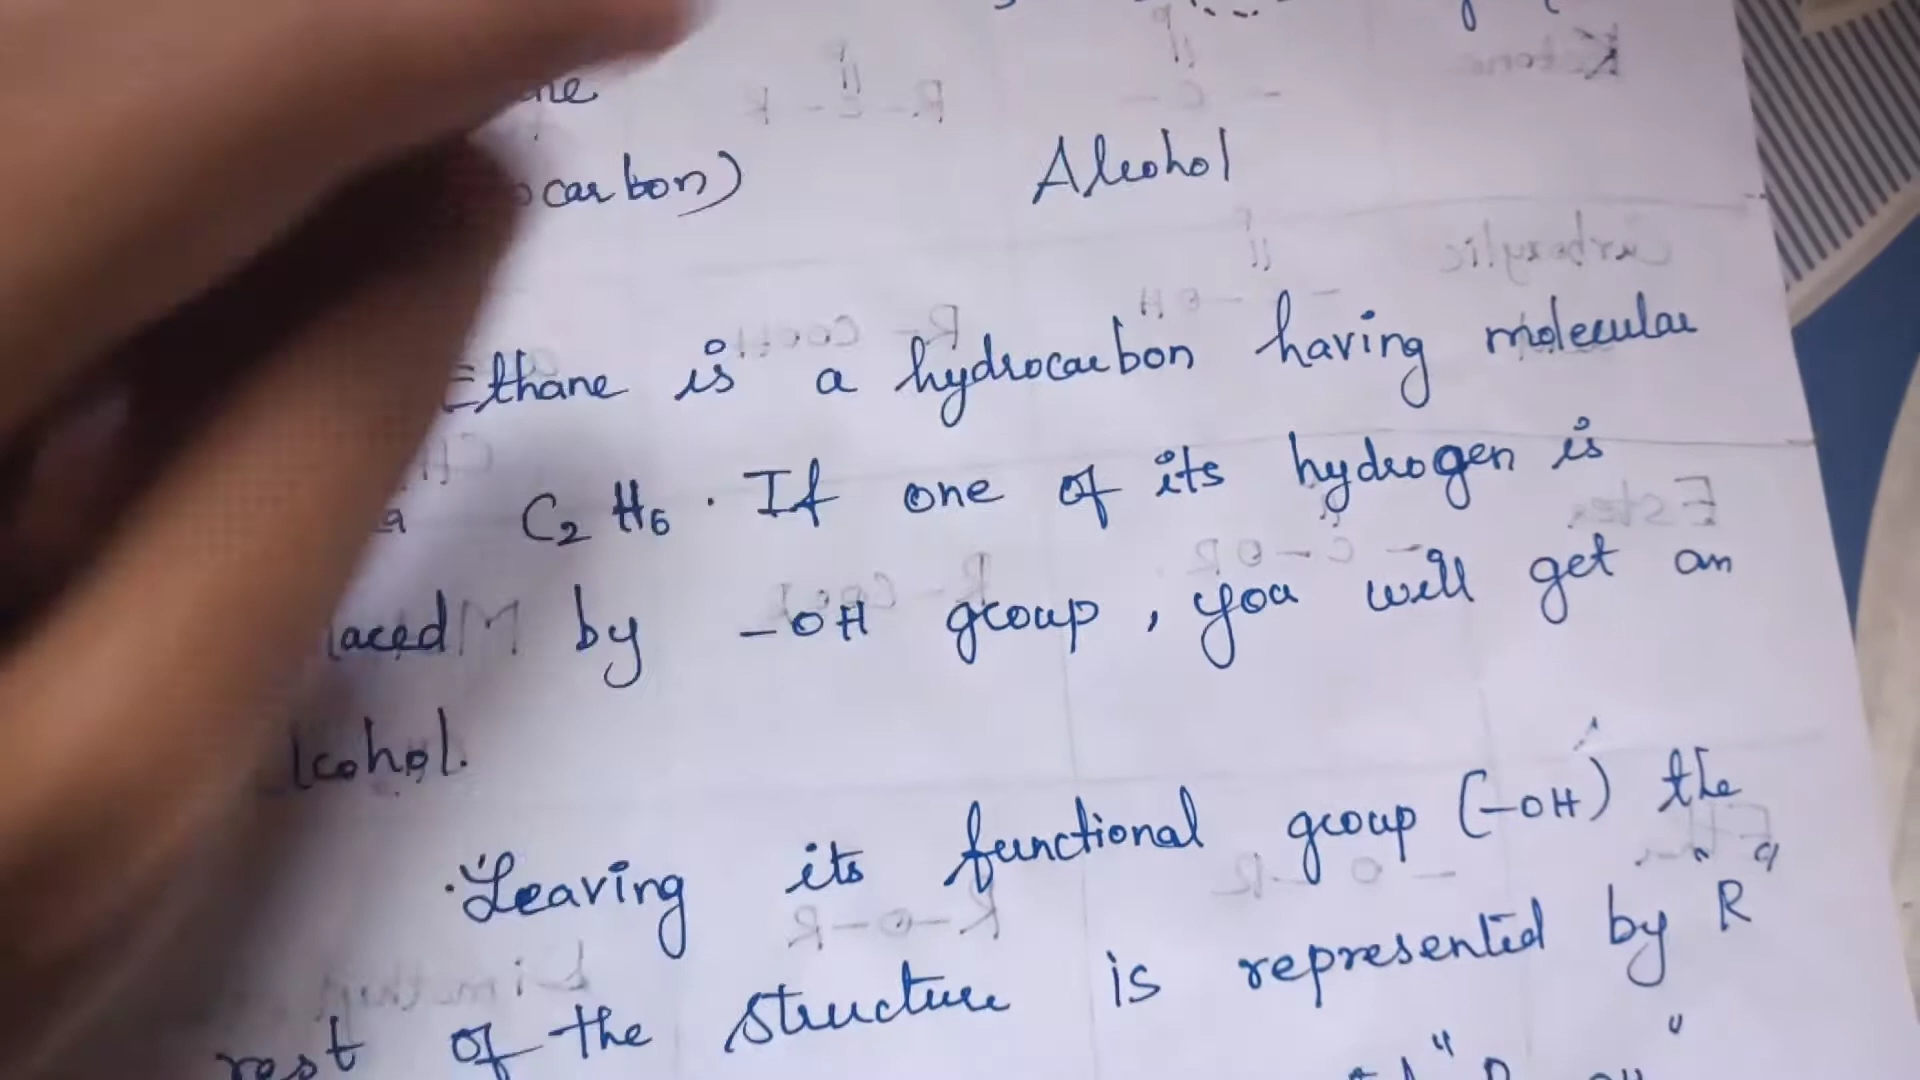 ocarbon) Alcohol
Ethane is a hydrocarbon having molecular
C2 H6 . If one of its hydrogen is
laced by -OH group, you will get an
lcohol.
Leaving its functional group (-OH) the
rest of the structure is represented by "R"